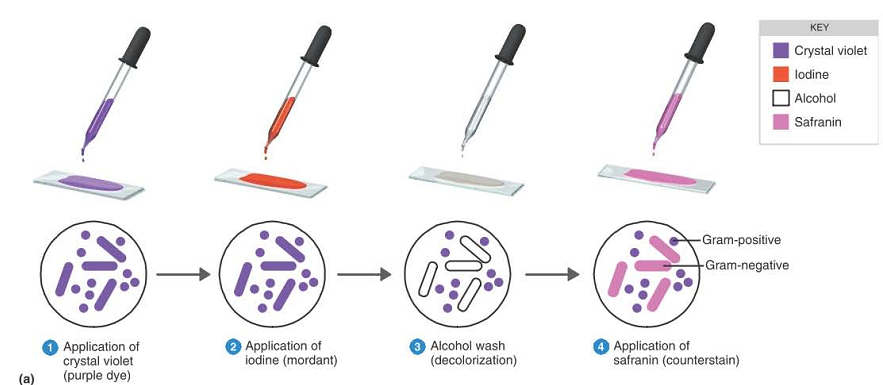 KEY
Crystal violet
Iodine
Alcohol
Safranin
Gram-positive
Gram-negative
1 Application of
crystal violet
(purple dye)
2 Application of
iodine (mordant)
3 Alcohol wash
(decolorization)
4 Application of
safranin (counterstain)
(a)